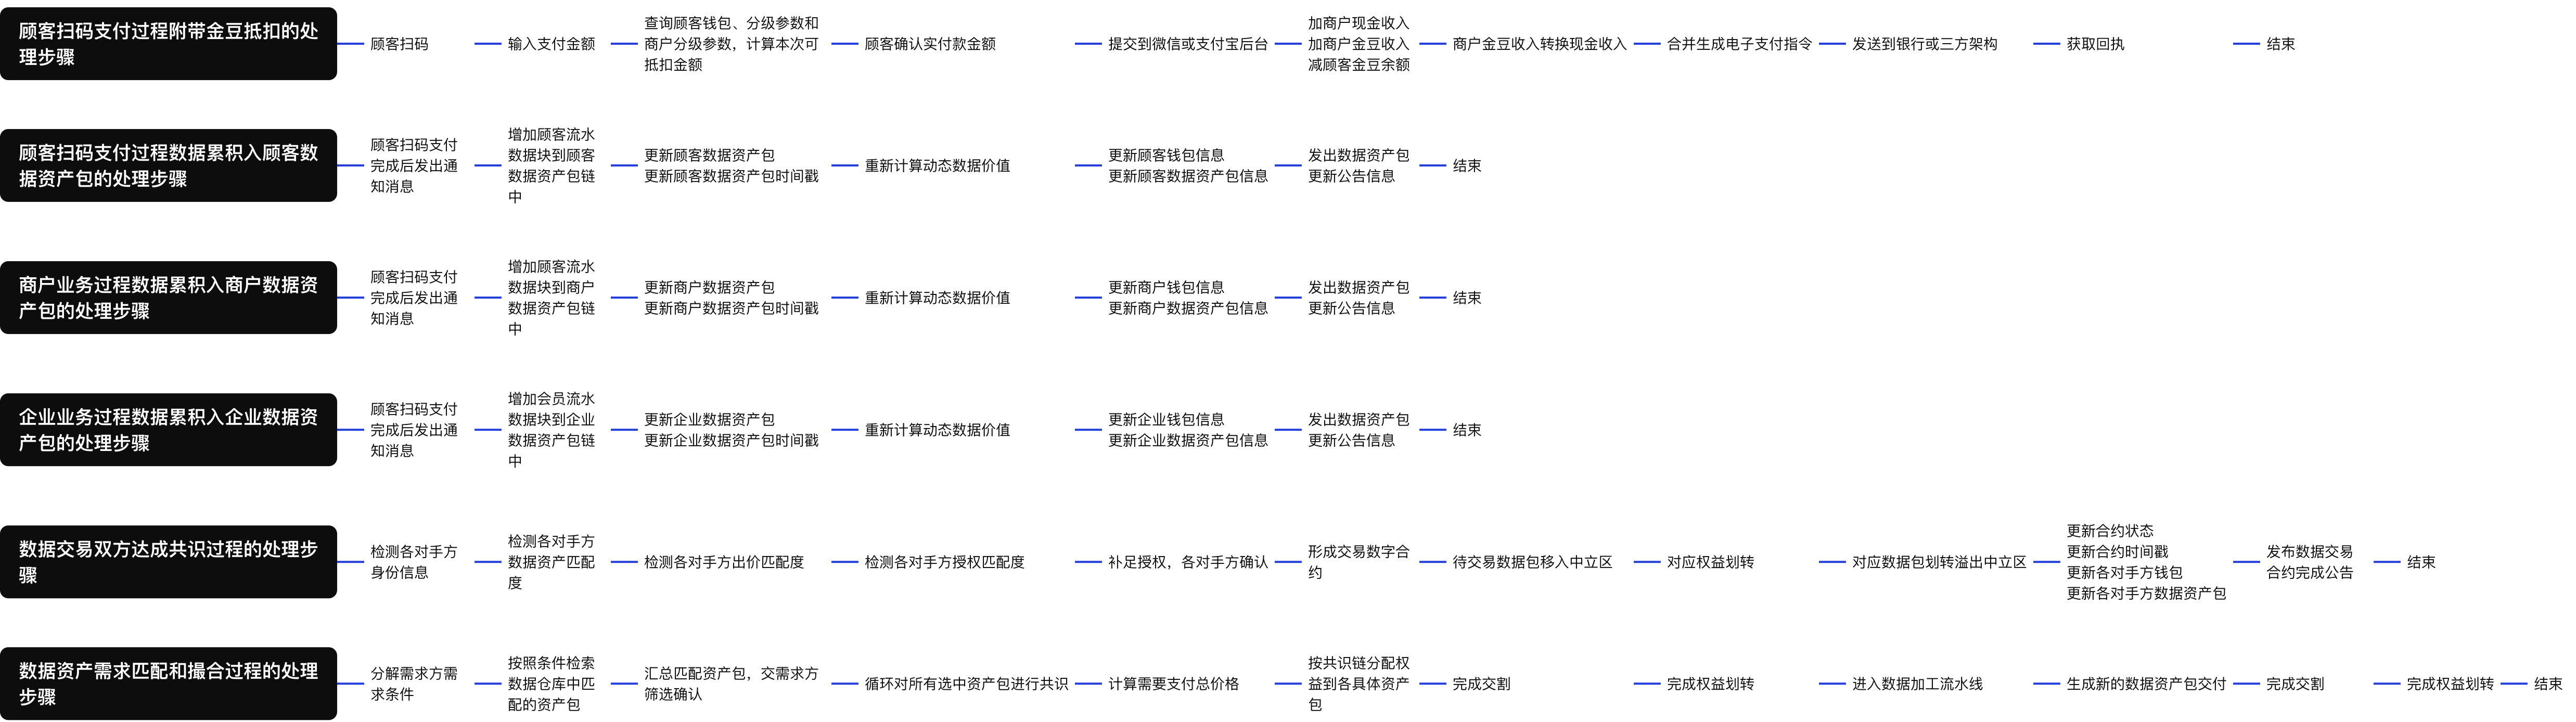 顾客扫码支付过程附带金豆抵扣的处
理步骤
顾客扫码
输入支付金额
查询顾客钱包、分级参数和
商户分级参数，计算本次可
抵扣金额
顾客确认实付款金额
提交到微信或支付宝后台
加商户现金收入
加商户金豆收入
减顾客金豆余额
商户金豆收入转换现金收入
合并生成电子支付指令
发送到银行或三方架构
获取回执
结束
顾客扫码支付过程数据累积入顾客数
据资产包的处理步骤
顾客扫码支付
完成后发出通
知消息
增加顾客流水
数据块到顾客
数据资产包链
中
更新顾客数据资产包
更新顾客数据资产包时间戳
重新计算动态数据价值
更新顾客钱包信息
更新顾客数据资产包信息
发出数据资产包
更新公告信息
结束
商户业务过程数据累积入商户数据资
产包的处理步骤
顾客扫码支付
完成后发出通
知消息
增加顾客流水
数据块到商户
数据资产包链
中
更新商户数据资产包
更新商户数据资产包时间戳
重新计算动态数据价值
更新商户钱包信息
更新商户数据资产包信息
发出数据资产包
更新公告信息
结束
企业业务过程数据累积入企业数据资
产包的处理步骤
顾客扫码支付
完成后发出通
知消息
增加会员流水
数据块到企业
数据资产包链
中
更新企业数据资产包
更新企业数据资产包时间戳
重新计算动态数据价值
更新企业钱包信息
更新企业数据资产包信息
发出数据资产包
更新公告信息
结束
数据交易双方达成共识过程的处理步
骤
检测各对手方
身份信息
检测各对手方
数据资产匹配
度
检测各对手方出价匹配度
检测各对手方授权匹配度
补足授权，各对手方确认
形成交易数字合
约
待交易数据包移入中立区
对应权益划转
对应数据包划转溢出中立区
更新合约状态
更新合约时间戳
更新各对手方钱包
更新各对手方数据资产包
发布数据交易
合约完成公告
结束
数据资产需求匹配和撮合过程的处理
步骤
分解需求方需
求条件
按照条件检索
数据仓库中匹
配的资产包
汇总匹配资产包，交需求方
筛选确认
循环对所有选中资产包进行共识
计算需要支付总价格
按共识链分配权
益到各具体资产
包
完成交割
完成权益划转
进入数据加工流水线
生成新的数据资产包交付
完成交割
完成权益划转
结束